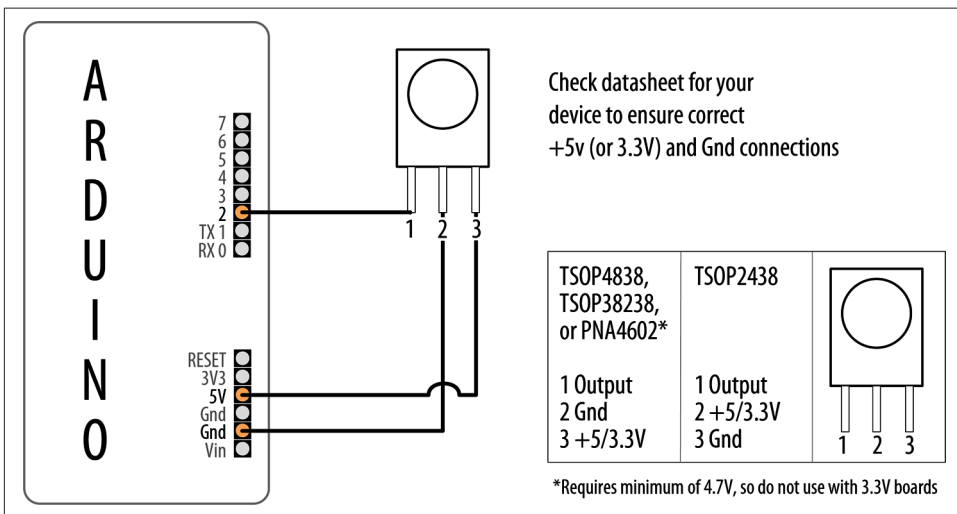 ARDUINO
7
6
5
4
3
2
TX 1
RX 0
RESET
3V3
5V
Gnd
Gnd
Vin
1 2 3
Check datasheet for your
device to ensure correct
+5v (or 3.3V) and Gnd connections
TSOP4838,
TSOP38238,
or PNA4602*
1 Output
2 Gnd
3 +5/3.3V
TSOP2438
1 Output
2 +5/3.3V
3 Gnd
1 2 3
*Requires minimum of 4.7V, so do not use with 3.3V boards